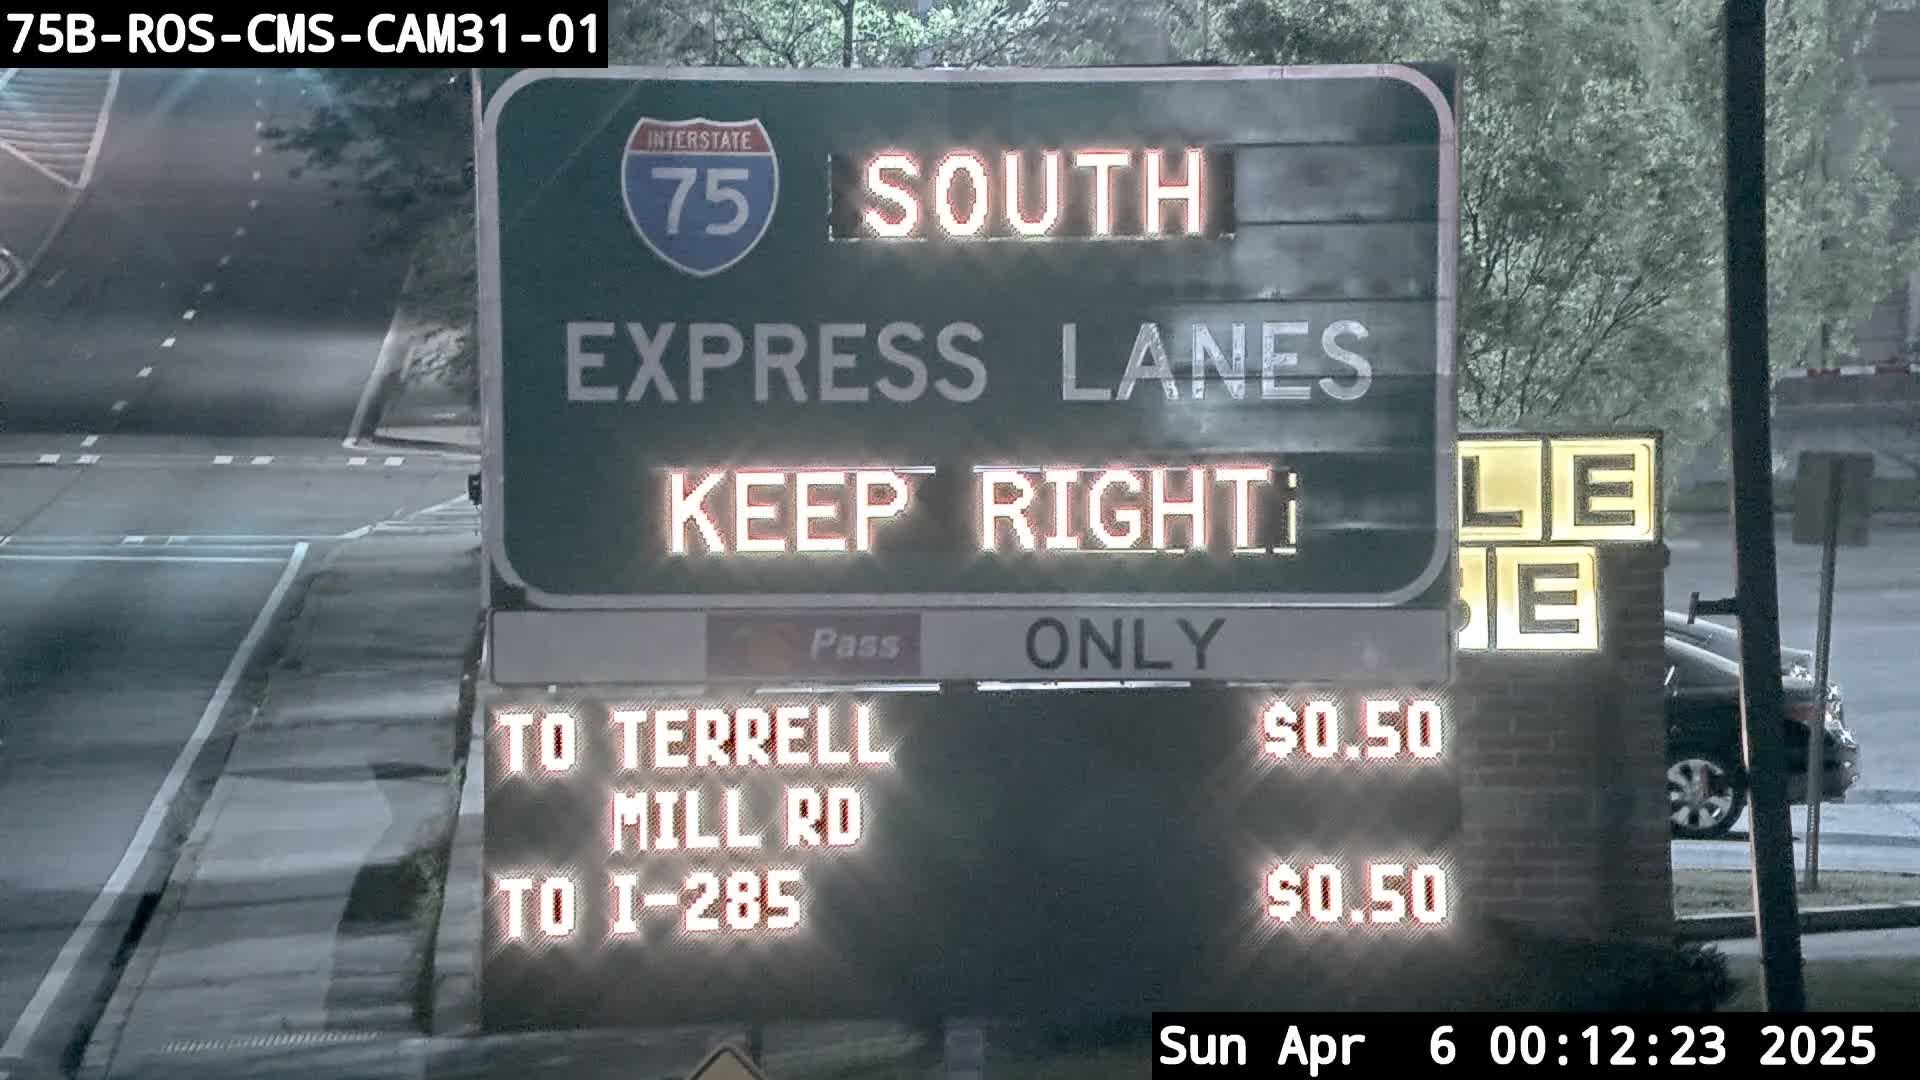 75B-ROS-CMS-CAM31-01
INTERSTATE
75
SOUTH
EXPRESS LANES
KEEP RIGHT
Pass ONLY
TO TERRELL $0.50
MILL RD
TO I-285 $0.50
LE
E
Sun Apr 6 00:12:23 2025